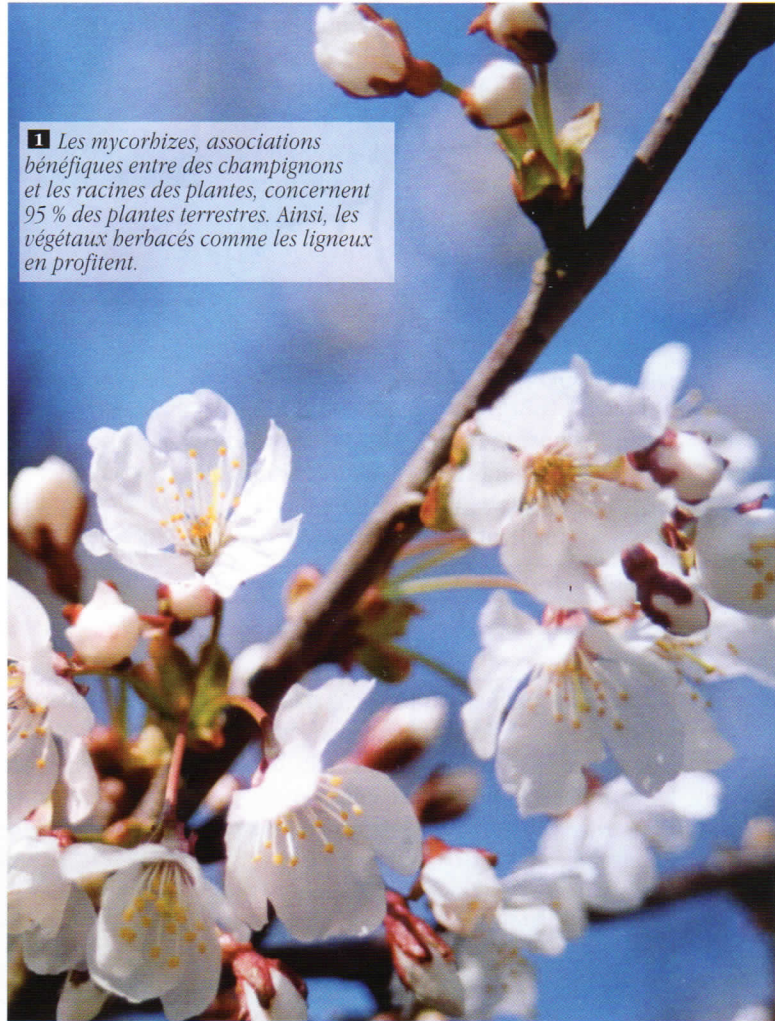 1 Les mycorhizes, associations
bénéfiques entre des champignons
et les racines des plantes, concernent
95 % des plantes terrestres. Ainsi, les
végétaux herbacés comme les ligneux
en profitent.